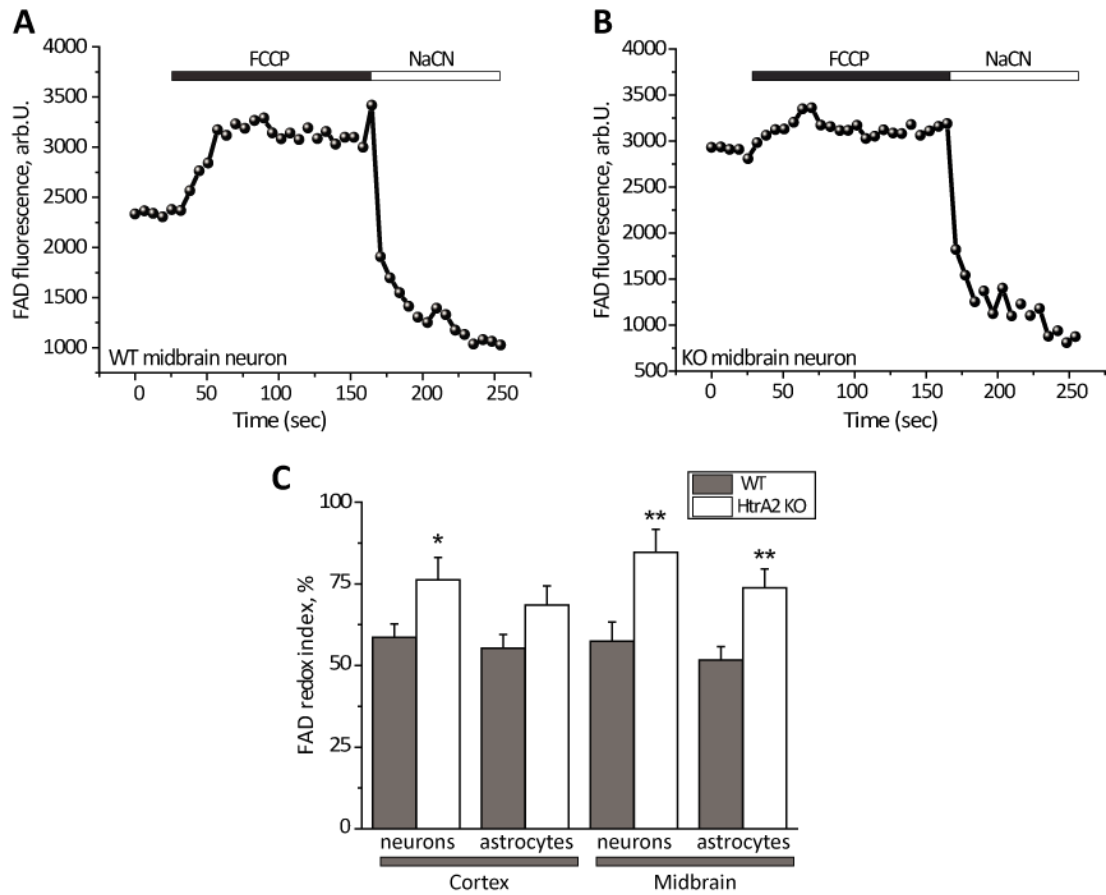 A
FCCP
NaCN
4000
3500
3000
2500
2000
1500
1000
FAD fluorescence, arb.U.
WT midbrain neuron
0
50
100
150
200
250
Time (sec)
B
FCCP
NaCN
4000
3500
3000
2500
2000
1500
1000
500
FAD fluorescence, arb.U.
KO midbrain neuron
0
50
100
150
200
250
Time (sec)
C
WT
HtrA2 KO
100
75
50
25
0
FAD redox index, %
*
**
**
neurons
astrocytes
neurons
astrocytes
Cortex
Midbrain